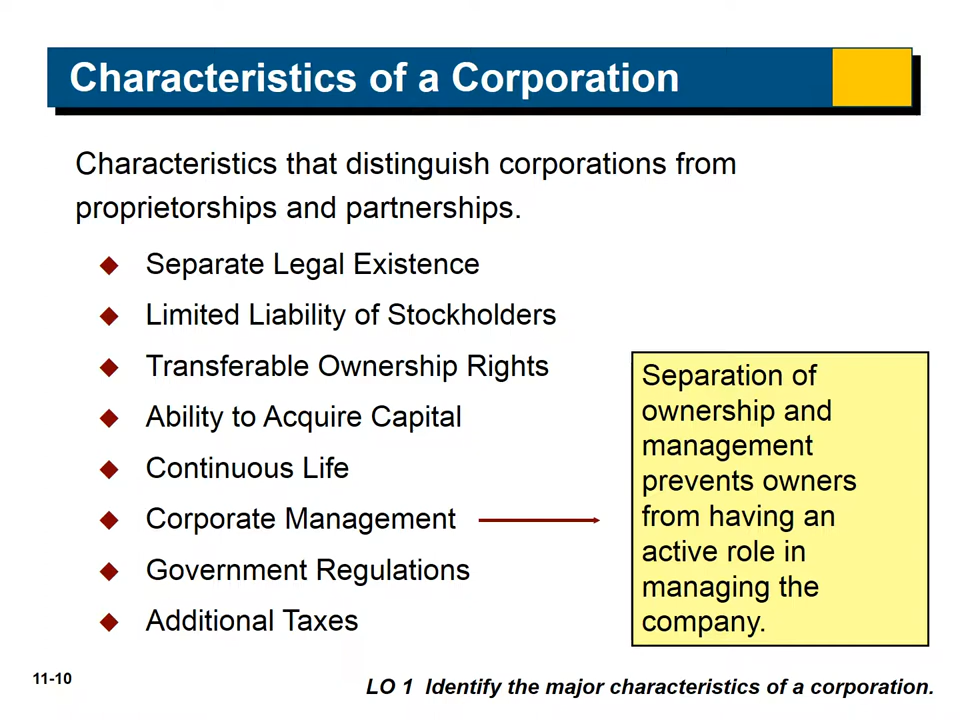 Characteristics of a Corporation
Characteristics that distinguish corporations from
proprietorships and partnerships.
Separate Legal Existence
Limited Liability of Stockholders
Transferable Ownership Rights
Ability to Acquire Capital
Continuous Life
Corporate Management
Government Regulations
Additional Taxes
Separation of
ownership and
management
prevents owners
from having an
active role in
managing the
company.
11-10
LO 1 Identify the major characteristics of a corporation.